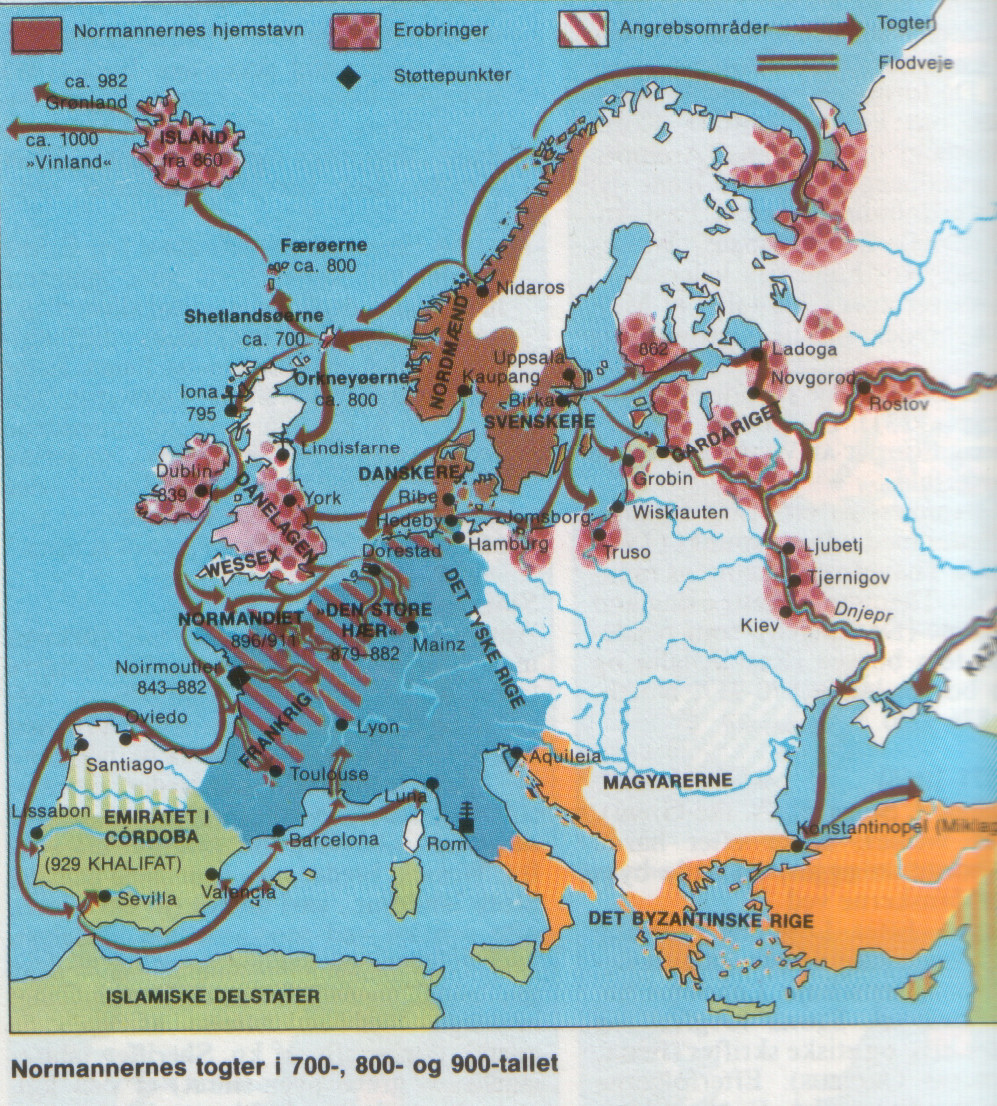 Normannernes hjemstavn
Erobringer
Angrebsområder
Togter
Støttepunkter
Flodveje
ca. 982
Grønland
ca. 1000
»Vinland«
ISLAND
fra 860
Færøerne
ca. 800
Shetlandsøerne
ca. 700
Orkneyøerne
ca. 800
Iona
795
Lindisfarne
Dublin
839
York
DANELAGEN
WESSEX
Nidaros
NORDMÆND
Uppsala
Kaupang
Birka
SVENSKERE
862
Ladoga
Novgorod
Rostov
GARDARIGET
DANSKERE
Ribe
Hedeby
Jomsborg
Hamburg
Grobin
Wiskiauten
Truso
Dorestad
Ljubetj
Tjernigov
Dnjepr
Kiev
NORMANDIET
896/911
»DEN STORE
HÆR«
879–882
Mainz
DET TYSKE RIGE
Noirmoutier
843–882
FRANKRIG
Oviedo
Santiago
Lyon
Toulouse
Aquileia
MAGYARERNE
Lissabon
EMIRATET I
CÓRDOBA
(929 KHALIFAT)
Barcelona
Luna
Rom
Valencia
Sevilla
Konstantinopel
DET BYZANTINSKE RIGE
ISLAMISKE DELSTATER
Normannernes togter i 700-, 800- og 900-tallet